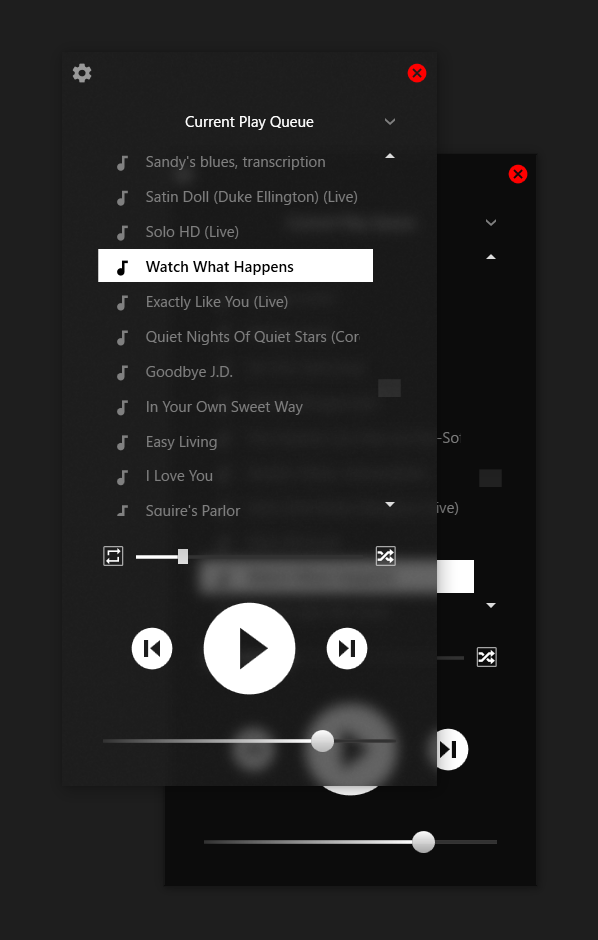 Current Play Queue
Sandy's blues, transcription
Satin Doll (Duke Ellington) (Live)
Solo HD (Live)
Watch What Happens
Exactly Like You (Live)
Quiet Nights Of Quiet Stars (Cor
Goodbye J.D.
In Your Own Sweet Way
-So
Easy Living
I Love You
Squire's Parlor
ive)